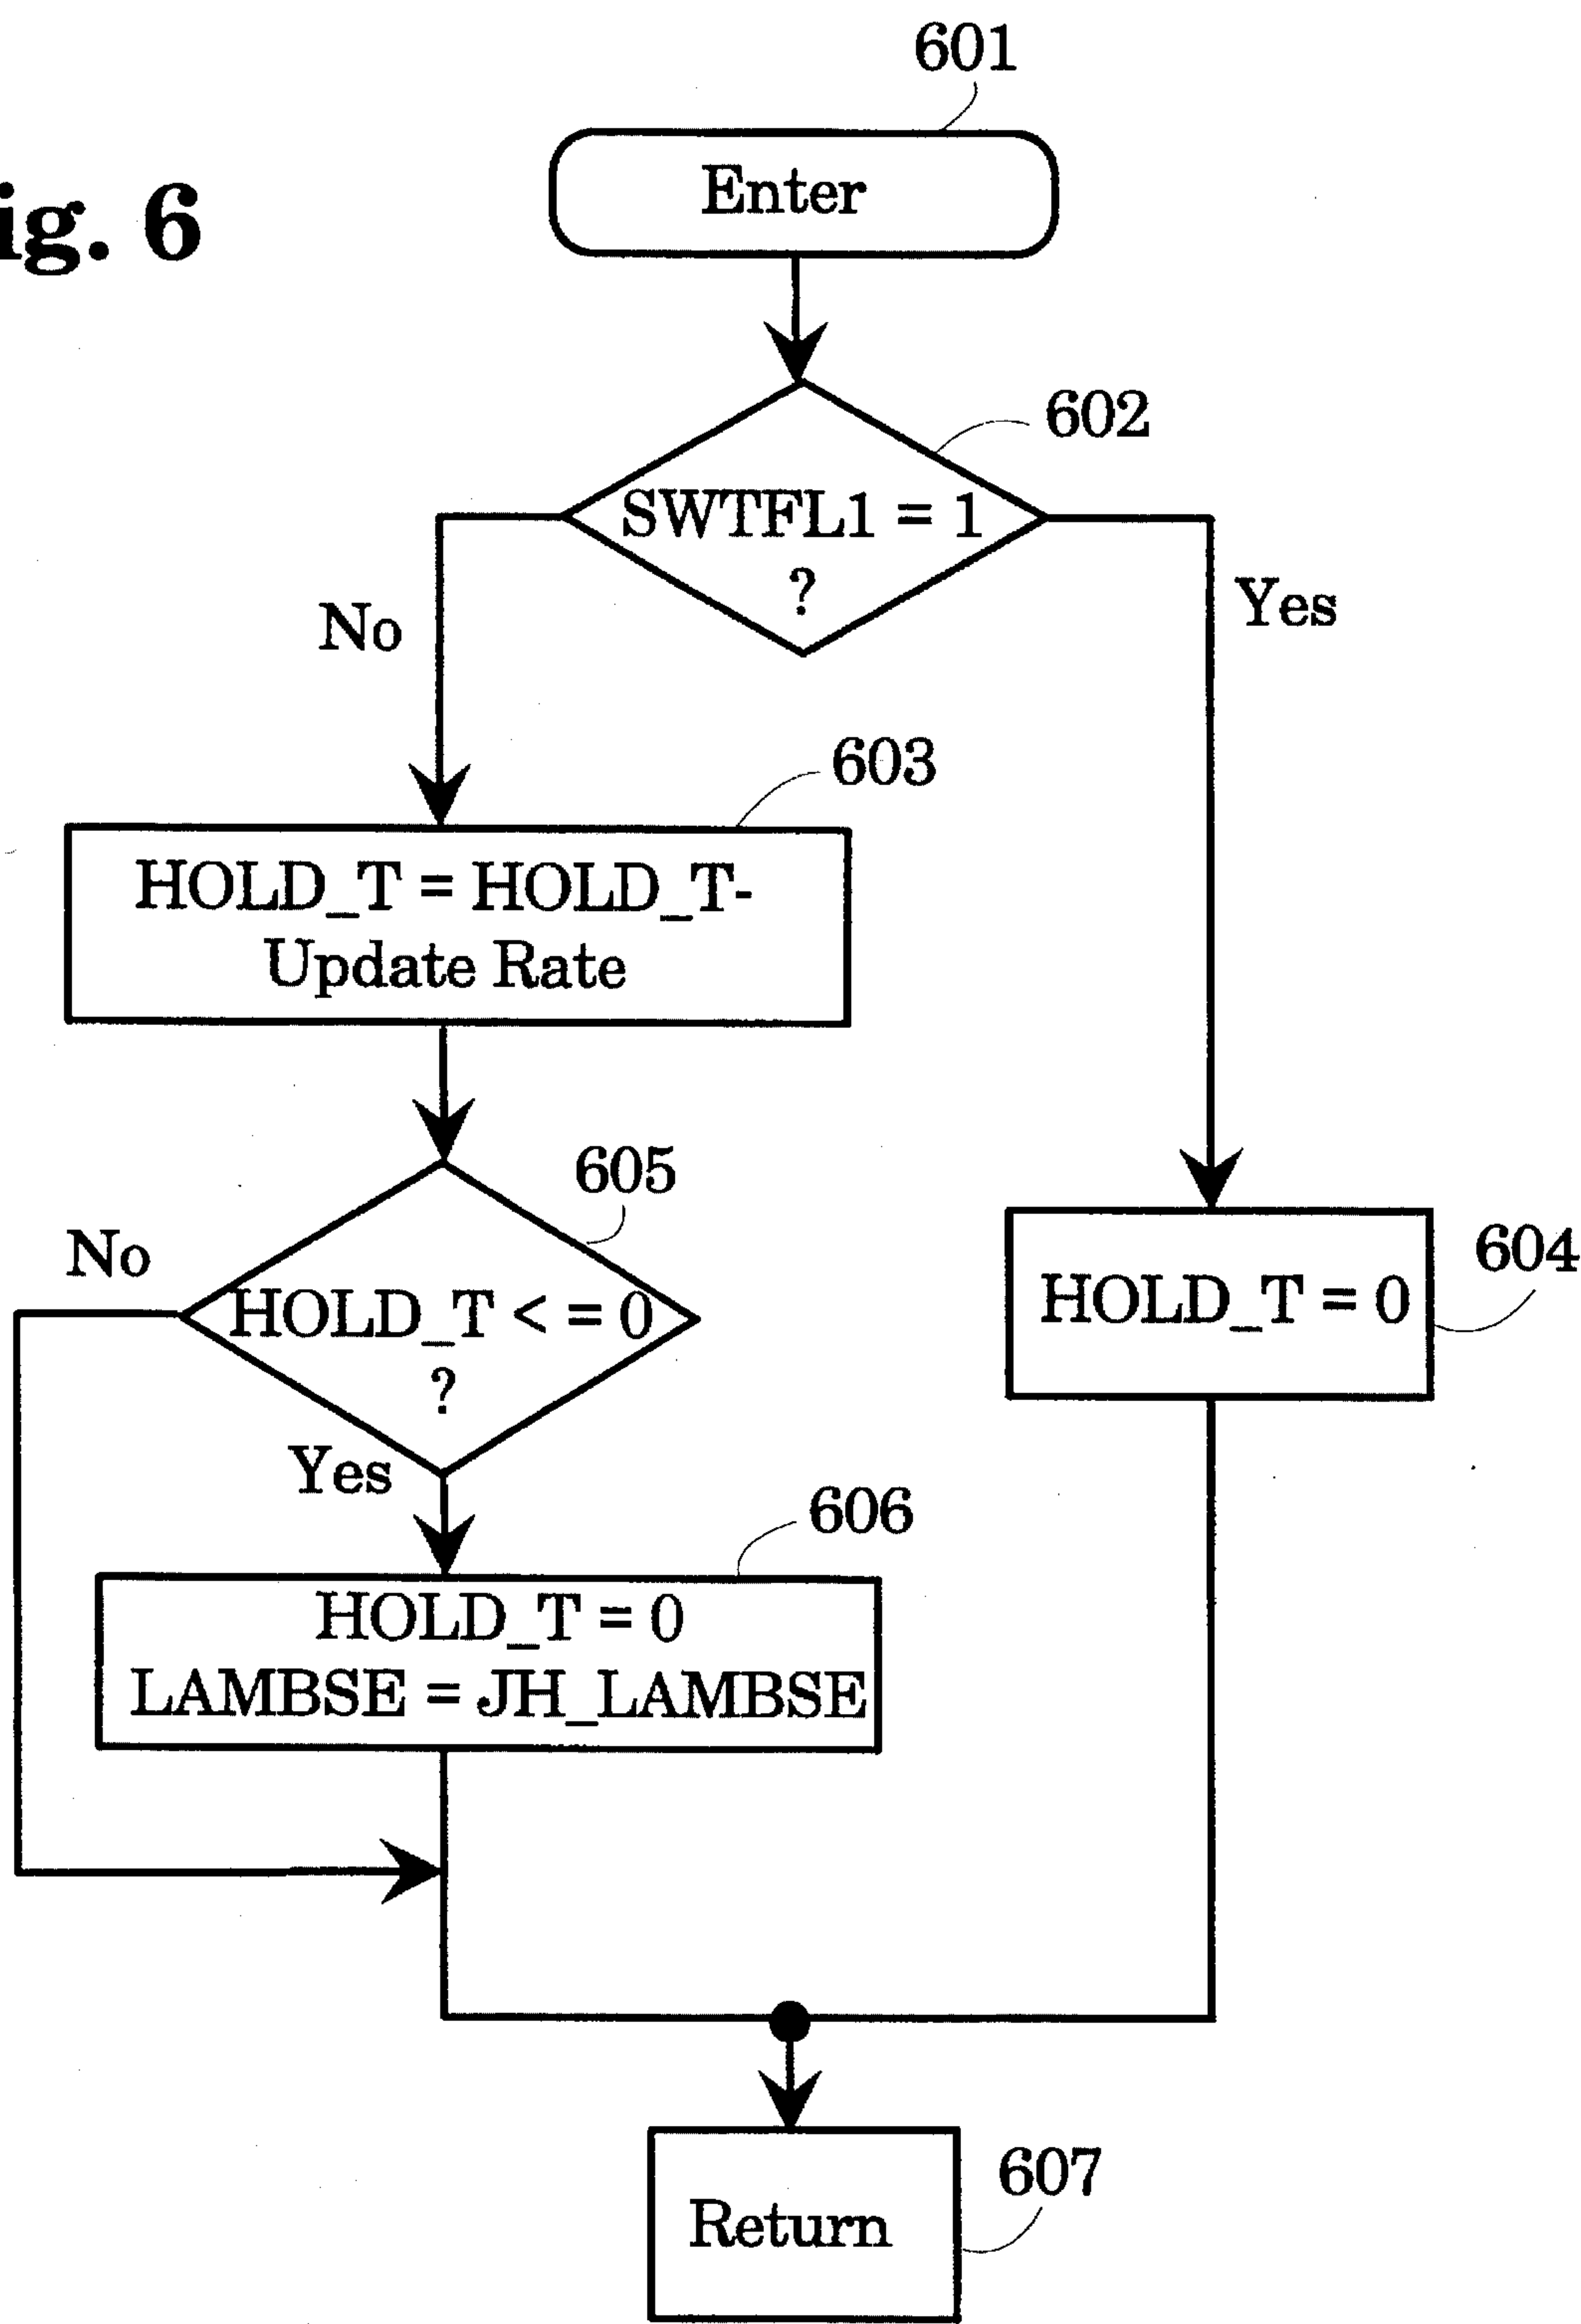 601
Enter
ig. 6
602
SWTFL1 = 1
?
No
Yes
603
HOLD_T = HOLD_T-
Update Rate
605
No
HOLD_T < = 0
?
Yes
604
HOLD_T = 0
606
HOLD_T = 0
LAMBSE = JH_LAMBSE
607
Return